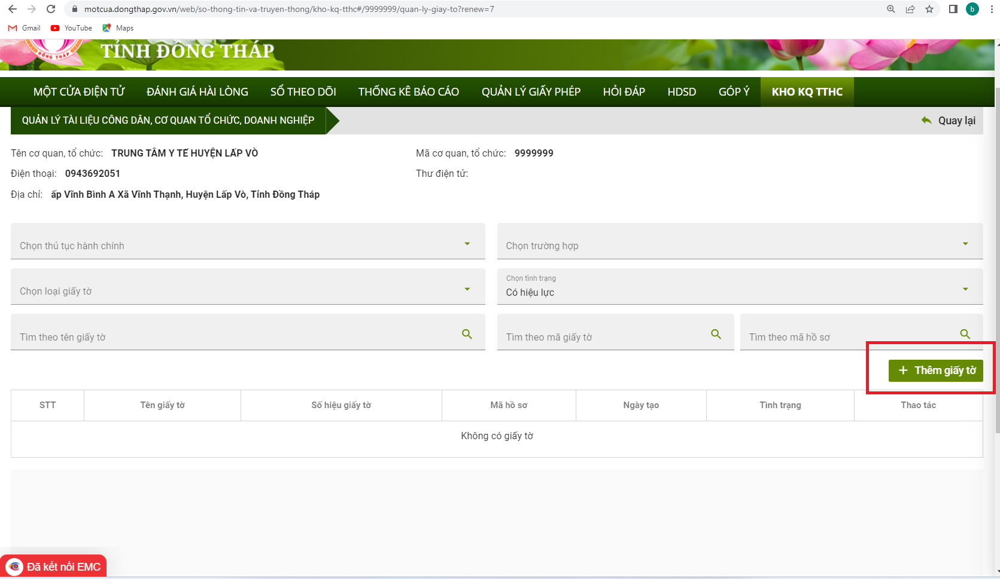 motcua.dongthap.gov.vn/web/so-thong-tin-va-truyen-thong/kho-kq-tthc#/9999999/quan-ly-giay-to?renew=7
b
Gmail YouTube Maps
ĐỒNG THÁP
TỈNH ĐỒNG THÁP
MỘT CỬA ĐIỆN TỬ ĐÁNH GIÁ HÀI LÒNG SỔ THEO DÕI THỐNG KÊ BÁO CÁO QUẢN LÝ GIẤY PHÉP HỎI ĐÁP HDSD GÓP Ý KHO KQ TTHC
QUẢN LÝ TÀI LIỆU CÔNG DÂN, CƠ QUAN TỔ CHỨC, DOANH NGHIỆP Quay lại
Tên cơ quan, tổ chức: TRUNG TÂM Y TẾ HUYỆN LẤP VÒ Mã cơ quan, tổ chức: 9999999
Điện thoại: 0943692051 Thư điện tử:
Địa chỉ: ấp Vĩnh Bình A Xã Vĩnh Thạnh, Huyện Lấp Vò, Tỉnh Đồng Tháp
Chọn thủ tục hành chính Chọn trường hợp
Chọn tình trạng
Chọn loại giấy tờ Có hiệu lực
Tìm theo tên giấy tờ Tìm theo mã giấy tờ Tìm theo mã hồ sơ
+ Thêm giấy tờ
STT Tên giấy tờ Số hiệu giấy tờ Mã hồ sơ Ngày tạo Tình trạng Thao tác
Không có giấy tờ
Đã kết nối EMC